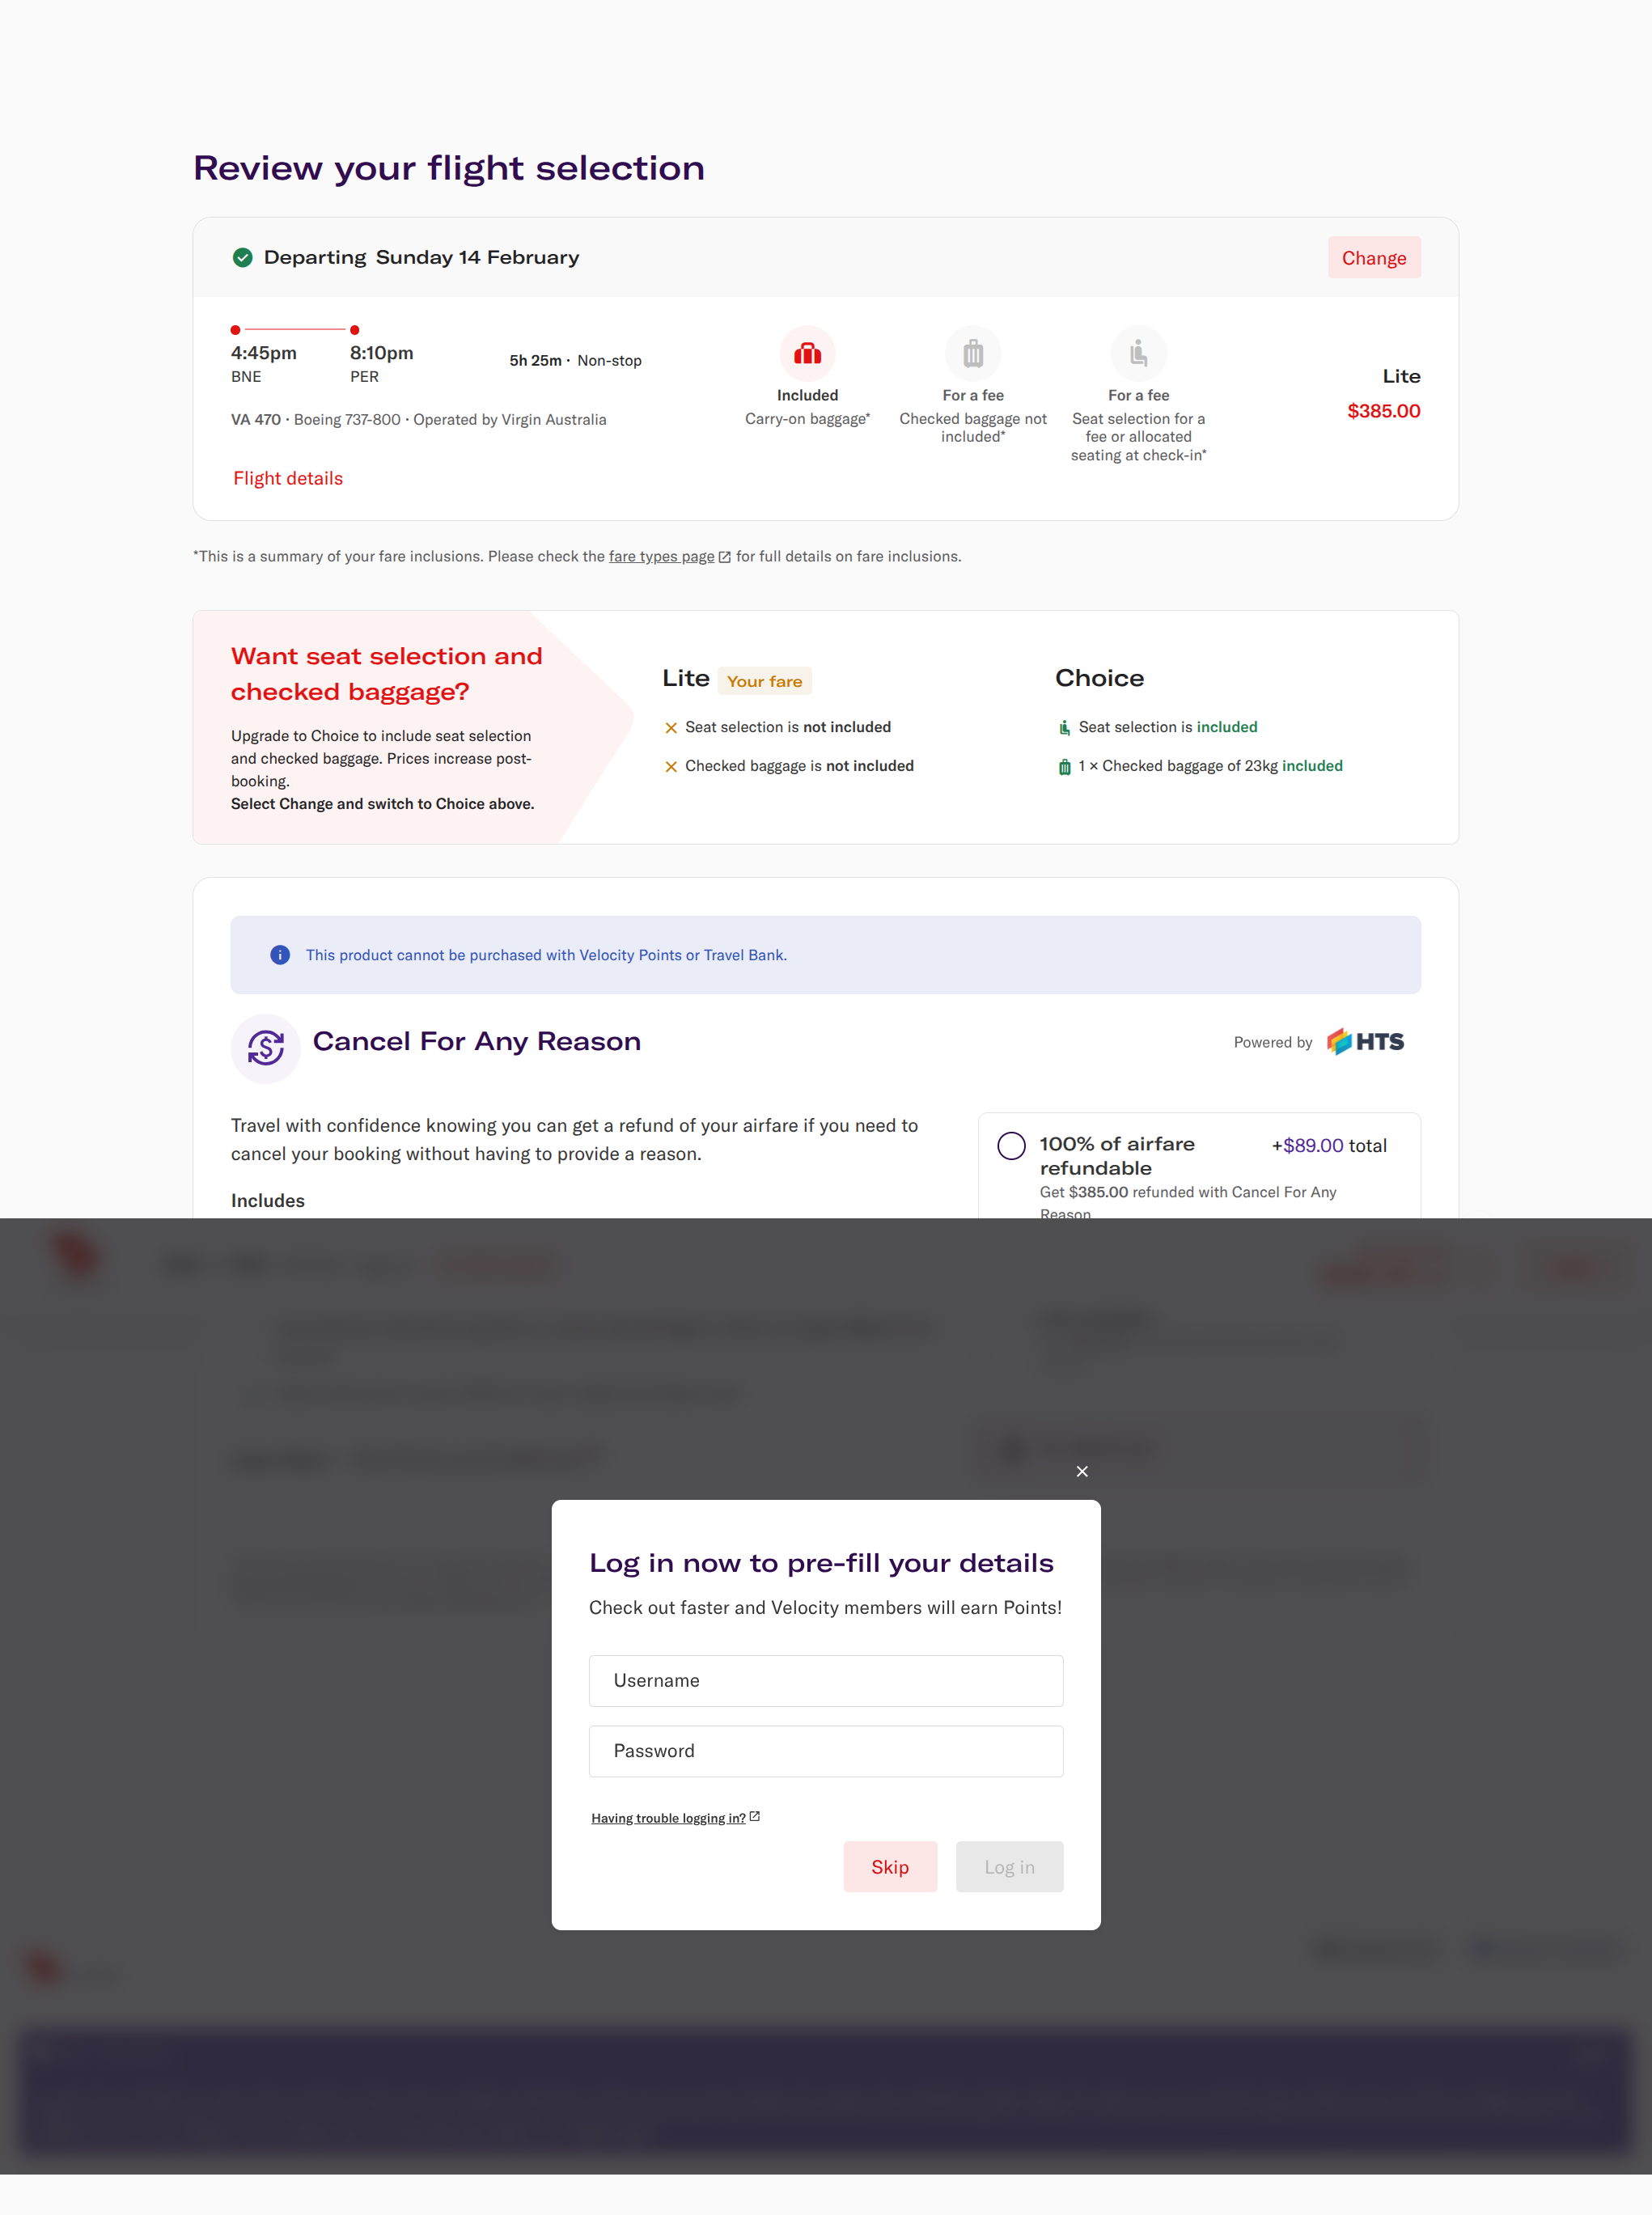 Review your flight selection
Departing Sunday 14 February
Change
4:45pm
BNE
8:10pm
PER
5h 25m · Non-stop
VA 470 · Boeing 737-800 · Operated by Virgin Australia
Flight details
Included
Carry-on baggage*
For a fee
Checked baggage not
included*
For a fee
Seat selection for a
fee or allocated
seating at check-in*
Lite
$385.00
*This is a summary of your fare inclusions. Please check the fare types page for full details on fare inclusions.
Want seat selection and
checked baggage?
Upgrade to Choice to include seat selection
and checked baggage. Prices increase post-
booking.
Select Change and switch to Choice above.
Lite Your fare
Seat selection is not included
Checked baggage is not included
Choice
Seat selection is included
1 × Checked baggage of 23kg included
This product cannot be purchased with Velocity Points or Travel Bank.
Cancel For Any Reason
Powered by HTS
Travel with confidence knowing you can get a refund of your airfare if you need to
cancel your booking without having to provide a reason.
Includes
100% of airfare
refundable
+$89.00 total
Get $385.00 refunded with Cancel For Any
Reason
Log in now to pre-fill your details
Check out faster and Velocity members will earn Points!
Username
Password
Having trouble logging in?
Skip
Log in